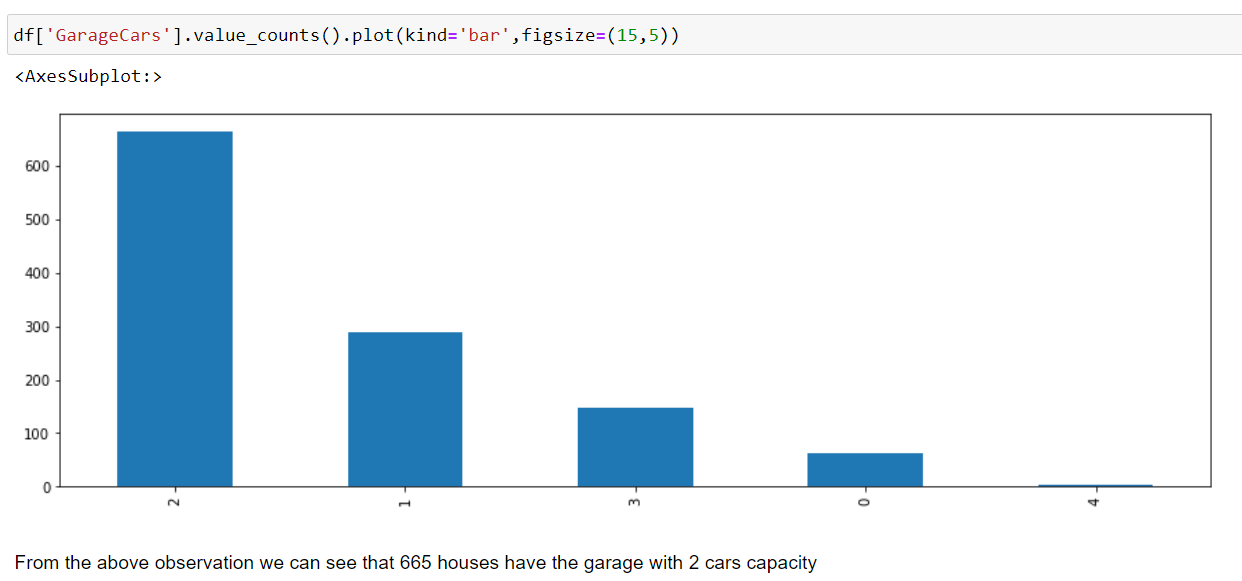 df['GarageCars'].value_counts().plot(kind='bar',figsize=(15,5))
<AxesSubplot:>
600
500
400
300
200
100
0
2 1 3 0 4
From the above observation we can see that 665 houses have the garage with 2 cars capacity